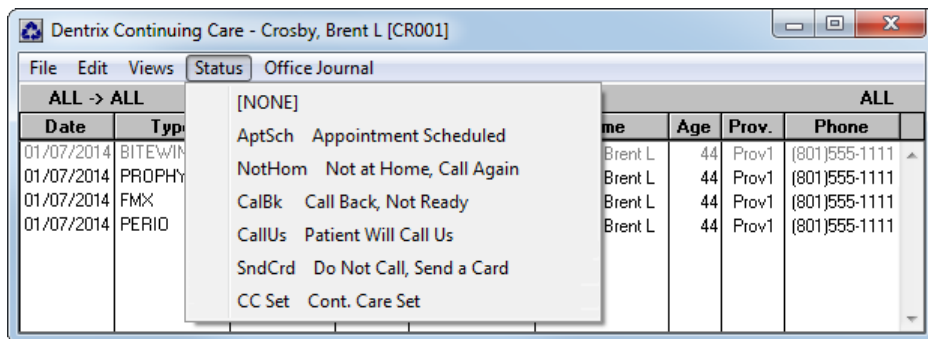 Dentrix Continuing Care - Crosby, Brent L [CR001]
File Edit Views Status Office Journal
ALL -> ALL ALL
[NONE]
Date Typ me Age Prov. Phone
AptSch Appointment Scheduled
01/07/2014 BITEWIN Brent L 44 Prov1 (801)555-1111
NotHom Not at Home, Call Again
01/07/2014 PROPHY Brent L 44 Prov1 (801)555-1111
01/07/2014 FMX Brent L 44 Prov1 (801)555-1111
CalBk Call Back, Not Ready
01/07/2014 PERIO Brent L 44 Prov1 (801)555-1111
CallUs Patient Will Call Us
SndCrd Do Not Call, Send a Card
CC Set Cont. Care Set